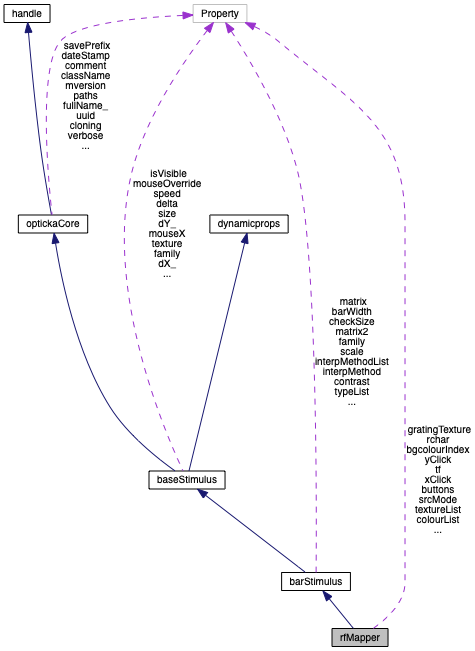 handle
Property
savePrefix
dateStamp
comment
className
mversion
paths
fullName_
uuid
cloning
verbose
...
isVisible
mouseOverride
speed
delta
size
dY_
mouseX
texture
family
dX_
...
optickaCore
dynamicprops
matrix
barWidth
checkSize
matrix2
family
scale
interpMethodList
interpMethod
contrast
typeList
...
gratingTexture
rchar
bgcolourIndex
yClick
tf
xClick
buttons
srcMode
textureList
colourList
...
baseStimulus
barStimulus
rfMapper